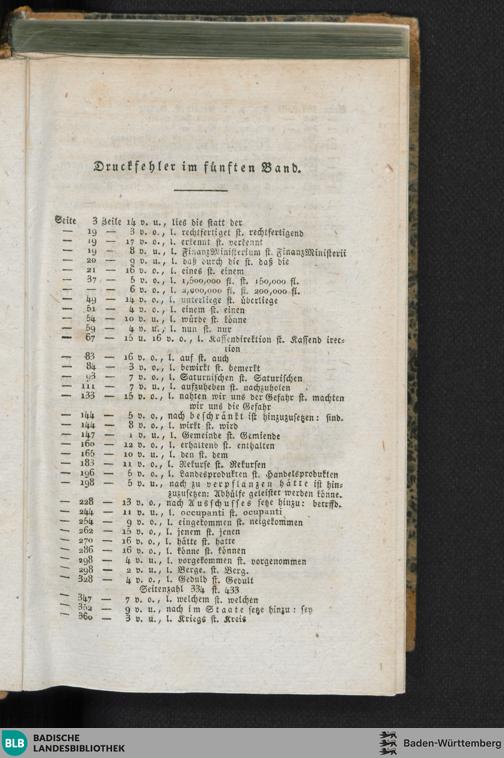 Druckfehler im fünften Band.
Seite 3 Zeile 14 v. u., lies die statt der
— 19 — 3 v. o., l. rechtfertiget st. rechtfertigend
— 19 — 17 v. o., l. erkennt st. verkennt
— 19 — 8 v. u., l. FinanzMinisterium st. FinanzMinisterii
— 20 — 9 v. u., l. daß durch die st. daß die
— 21 — 16 v. o., l. eines st. einem
— 37 — 5 v. o., l. 1,500,000 fl. st. 150,000 fl.
— — — 6 v. o., l. 2,000,000 fl. st. 200,000 fl.
— 49 — 14 v. o., l. unterliege st. überliege
— 51 — 4 v. o., l. einem st. einen
— 54 — 10 v. u., l. würde st. könne
— 59 — 4 v. u., l. nun st. nur
— 67 — 15 u. 16 v. o., l. Kassendirektion st. Kassend irec-
tion
— 83 — 16 v. o., l. auf st. auch
— 84 — 3 v. o., l. bewirkt st. bemerkt
— 93 — 7 v. o., l. Saturnischen st. Saturischen
— 111 — 7 v. u., l. aufzuheben st. nachzuholen
— 133 — 15 v. o., l. nahten wir uns der Gefahr st. machten
wir uns die Gefahr
— 144 — 5 v. o., nach beschränkt ist hinzuzusetzen: sind.
— 144 — 8 v. o., l. wirkt st. wird
— 147 — 1 v. u., l. Gemeinde st. Gemiende
— 160 — 12 v. o., l. erhaltend st. enthalten
— 165 — 10 v. u., l. den st. dem
— 183 — 11 v. o., l. Rekurse st. Rekursen
— 196 — 5 v. o., l. Landesprodukten st. Handelsprodukten
— 198 — 5 v. u., nach zu verpflanzen hätte ist hin-
zuzusetzen: Abhülfe geleistet werden könne.
— 228 — 13 v. o., nach Ausschusses setze hinzu: betreffd.
— 244 — 11 v. u., l. occupanti st. ocupanti
— 254 — 9 v. o., l. eingekommen st. neigekommen
— 262 — 15 v. o., l. jenem st. jenen
— 270 — 16 v. o., l. hätte st. hatte
— 286 — 16 v. o., l. könne st. können
— 298 — 4 v. u., l. vorgekommen st. vorgenommen
— 298 — 2 v. u., l. Berge. st. Berg.
— 328 — 4 v. o., l. Geduld st. Gedult
Seitenzahl 334 st. 433
— 347 — 7 v. o., l. welchem st. welchen
— 352 — 9 v. u., nach im Staate setze hinzu: sey
— 360 — 3 v. u., l. Kriegs st. Kreis
BLB BADISCHE
LANDESBIBLIOTHEK
Baden-Württemberg